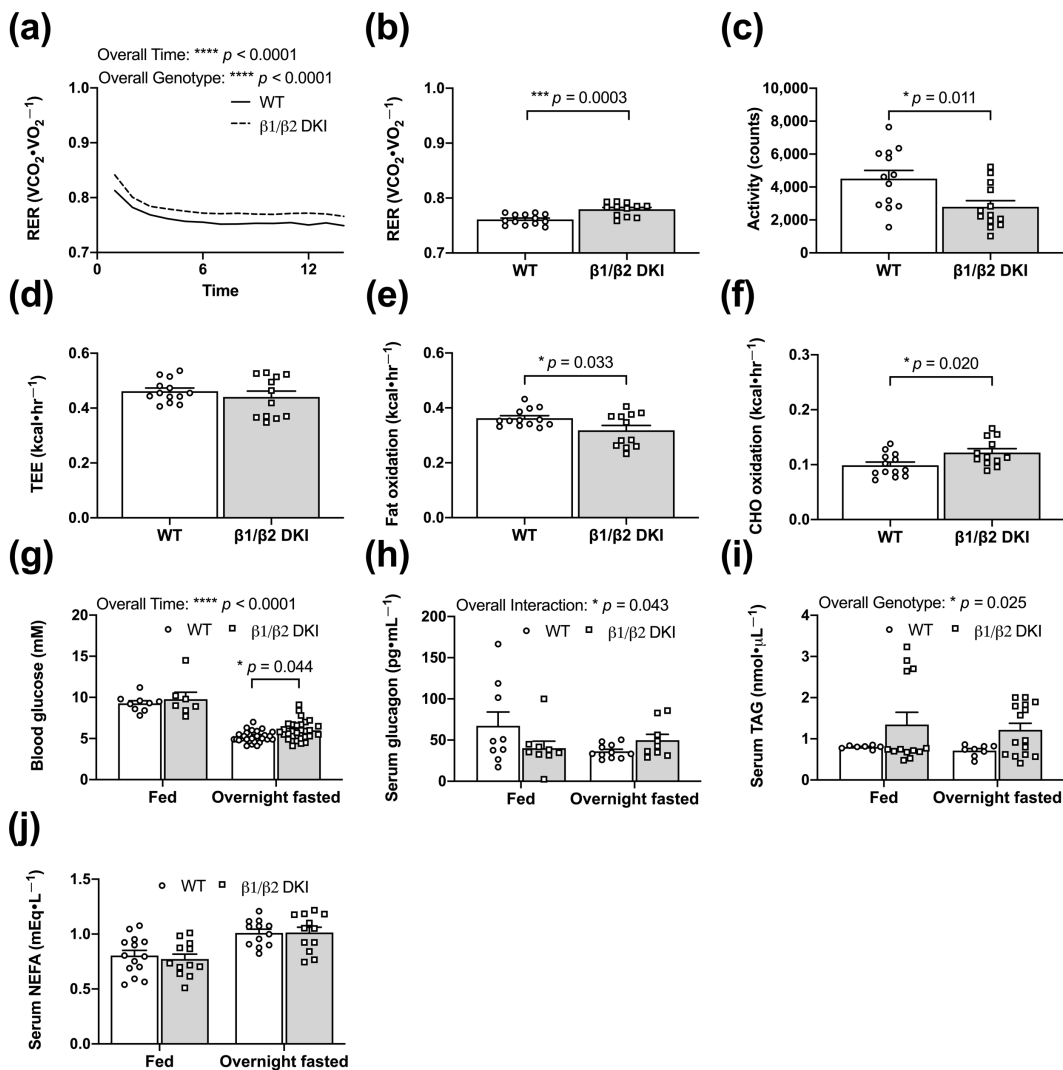 (a)
Overall Time: **** p < 0.0001
Overall Genotype: **** p < 0.0001
WT
β1/β2 DKI
RER (VCO₂•VO₂⁻¹)
1.0
0.9
0.8
0.7
0
6
12
Time
(b)
*** p = 0.0003
RER (VCO₂•VO₂⁻¹)
1.0
0.9
0.8
0.7
WT
β1/β2 DKI
(c)
* p = 0.011
Activity (counts)
10,000
8,000
6,000
4,000
2,000
0
WT
β1/β2 DKI
(d)
TEE (kcal•hr⁻¹)
0.6
0.4
0.2
0.0
WT
β1/β2 DKI
(e)
* p = 0.033
Fat oxidation (kcal•hr⁻¹)
0.6
0.4
0.2
0.0
WT
β1/β2 DKI
(f)
* p = 0.020
CHO oxidation (kcal•hr⁻¹)
0.3
0.2
0.1
0.0
WT
β1/β2 DKI
(g)
Overall Time: **** p < 0.0001
WT
β1/β2 DKI
* p = 0.044
Blood glucose (mM)
20
15
10
5
0
Fed
Overnight fasted
(h)
Overall Interaction: * p = 0.043
WT
β1/β2 DKI
Serum glucagon (pg•mL⁻¹)
200
150
100
50
0
Fed
Overnight fasted
(i)
Overall Genotype: * p = 0.025
WT
β1/β2 DKI
Serum TAG (nmol•μL⁻¹)
4
3
2
1
0
Fed
Overnight fasted
(j)
WT
β1/β2 DKI
Serum NEFA (mEq•L⁻¹)
1.5
1.0
0.5
0.0
Fed
Overnight fasted